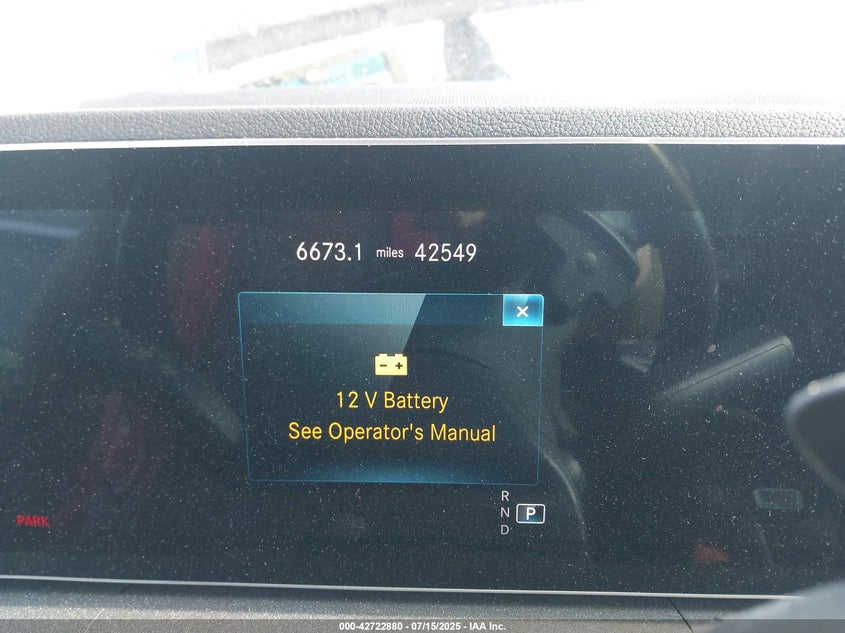 6673.1 miles 42549
12 V Battery
See Operator's Manual
R
N P
D
PARK
000-42722880 - 07/15/2025 - IAA Inc.